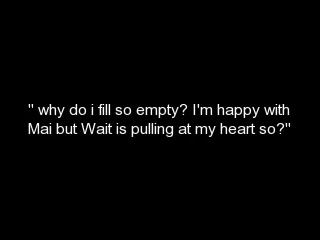 " why do i fill so empty? I'm happy with
Mai but Wait is pulling at my heart so?"